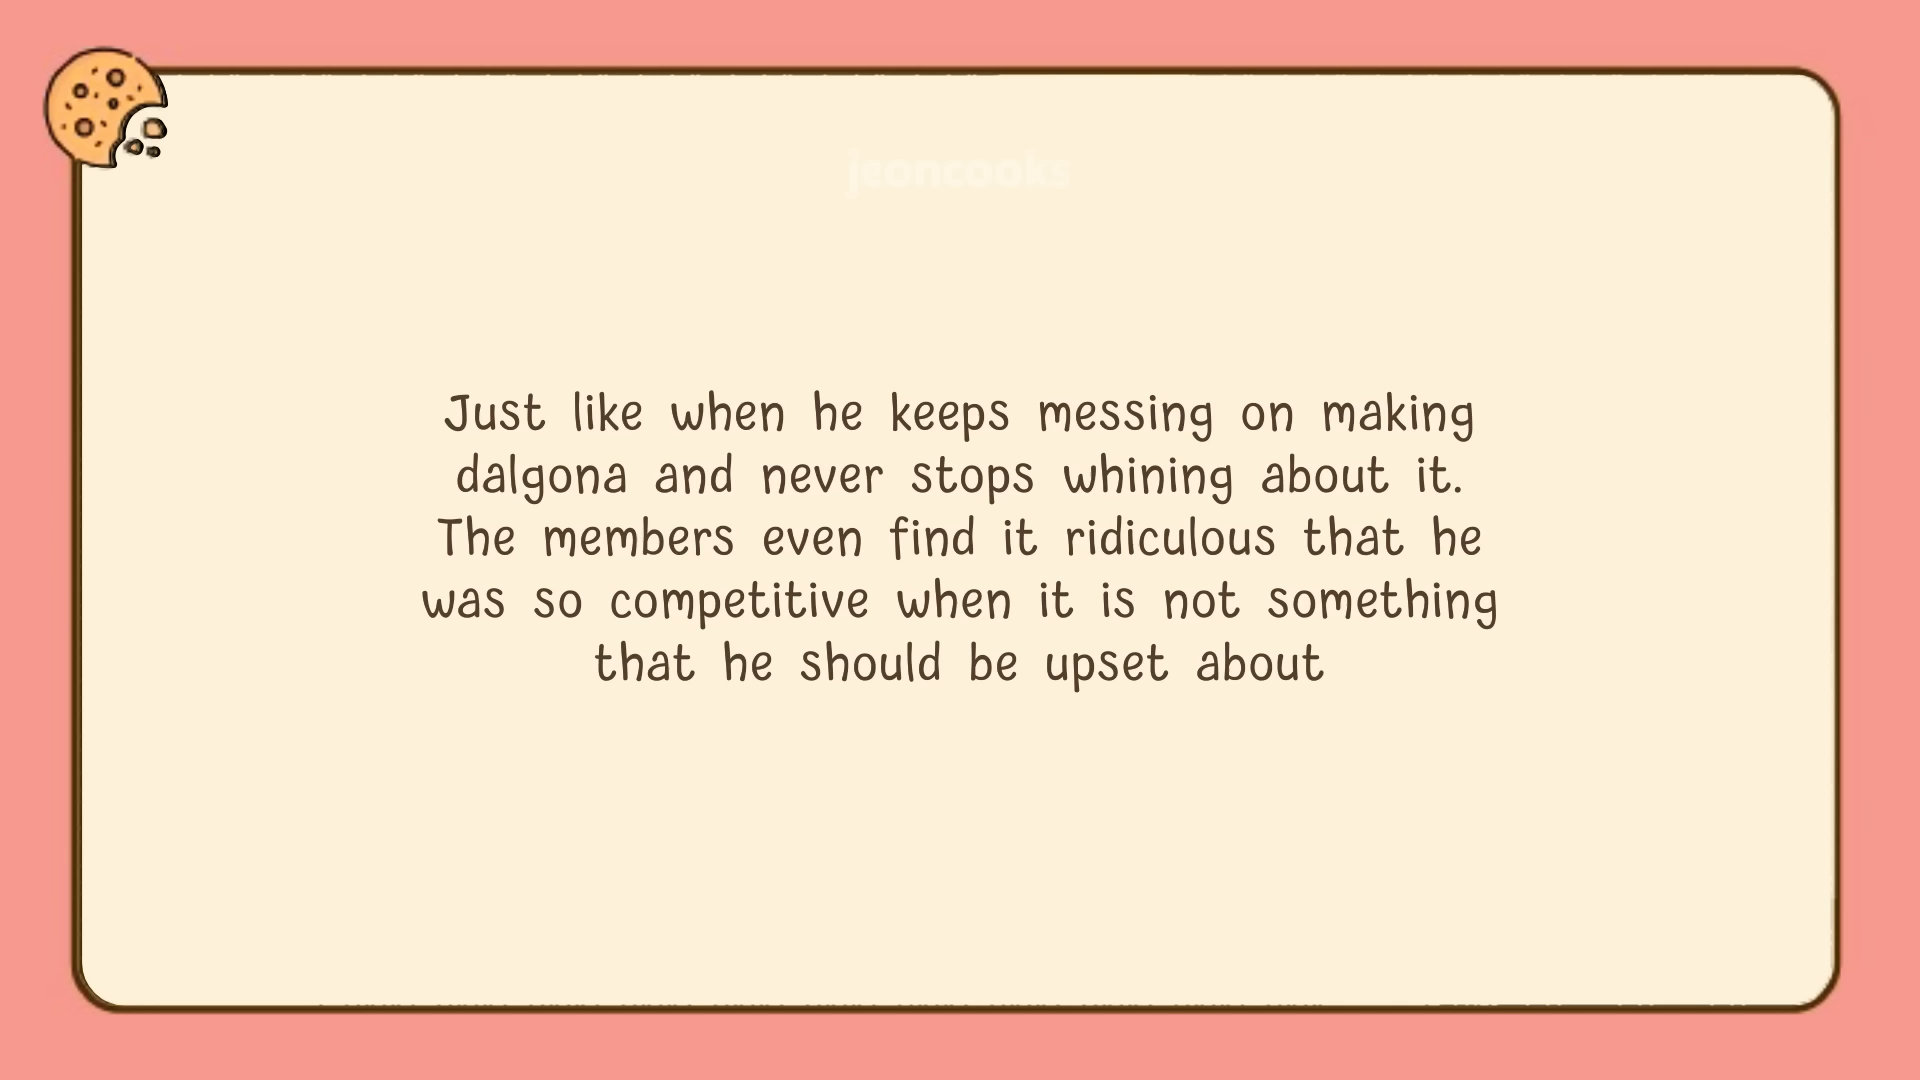 jeoncooks
Just like when he keeps messing on making
dalgona and never stops whining about it.
The members even find it ridiculous that he
was so competitive when it is not something
that he should be upset about